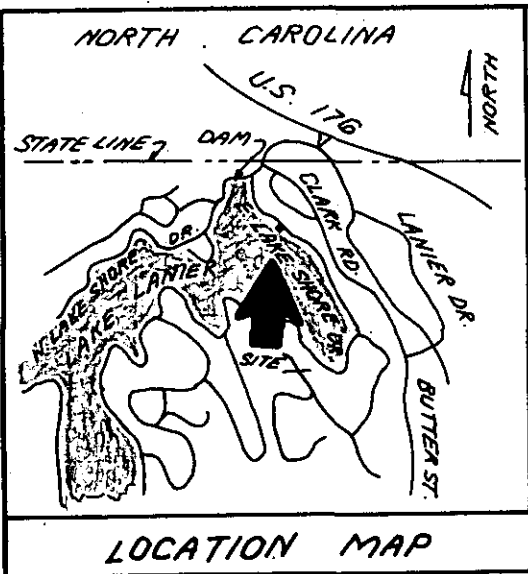 NORTH CAROLINA
U.S. 176
NORTH
STATE LINE
DAM
CLARK RD.
LANIER DR.
N. LAKE SHORE DR.
LAKE LANIER
E. LAKE SHORE DR.
SITE
BUTTER ST.
LOCATION MAP